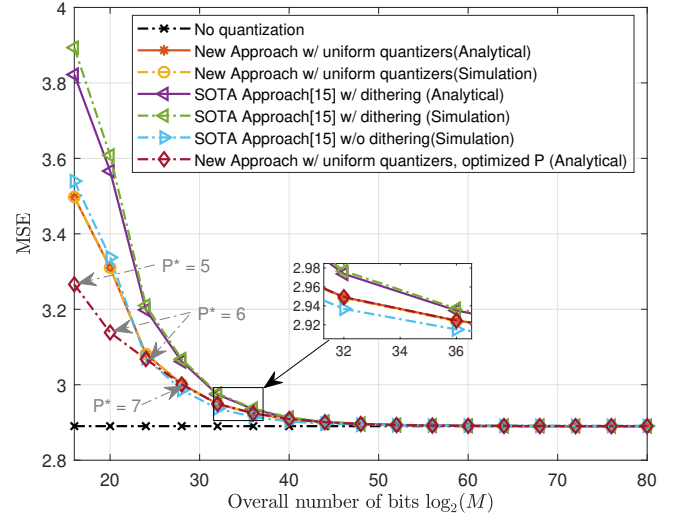 No quantization
New Approach w/ uniform quantizers(Analytical)
New Approach w/ uniform quantizers(Simulation)
SOTA Approach[15] w/ dithering (Analytical)
SOTA Approach[15] w/ dithering (Simulation)
SOTA Approach[15] w/o dithering(Simulation)
New Approach w/ uniform quantizers, optimized P (Analytical)
4
3.8
3.6
3.4
3.2
3
2.8
MSE
P* = 5
P* = 6
P* = 7
2.98
2.96
2.94
2.92
32 34 36
20 30 40 50 60 70 80
Overall number of bits log₂(M)